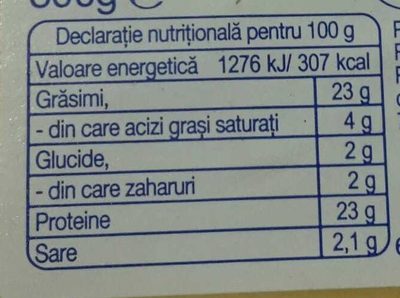 Declarație nutrițională pentru 100 g
Valoare energetică 1276 kJ/ 307 kcal
Grăsimi, 23 g
- din care acizi grași saturați 4 g
Glucide, 2 g
- din care zaharuri 2 g
Proteine 23 g
Sare 2,1 g